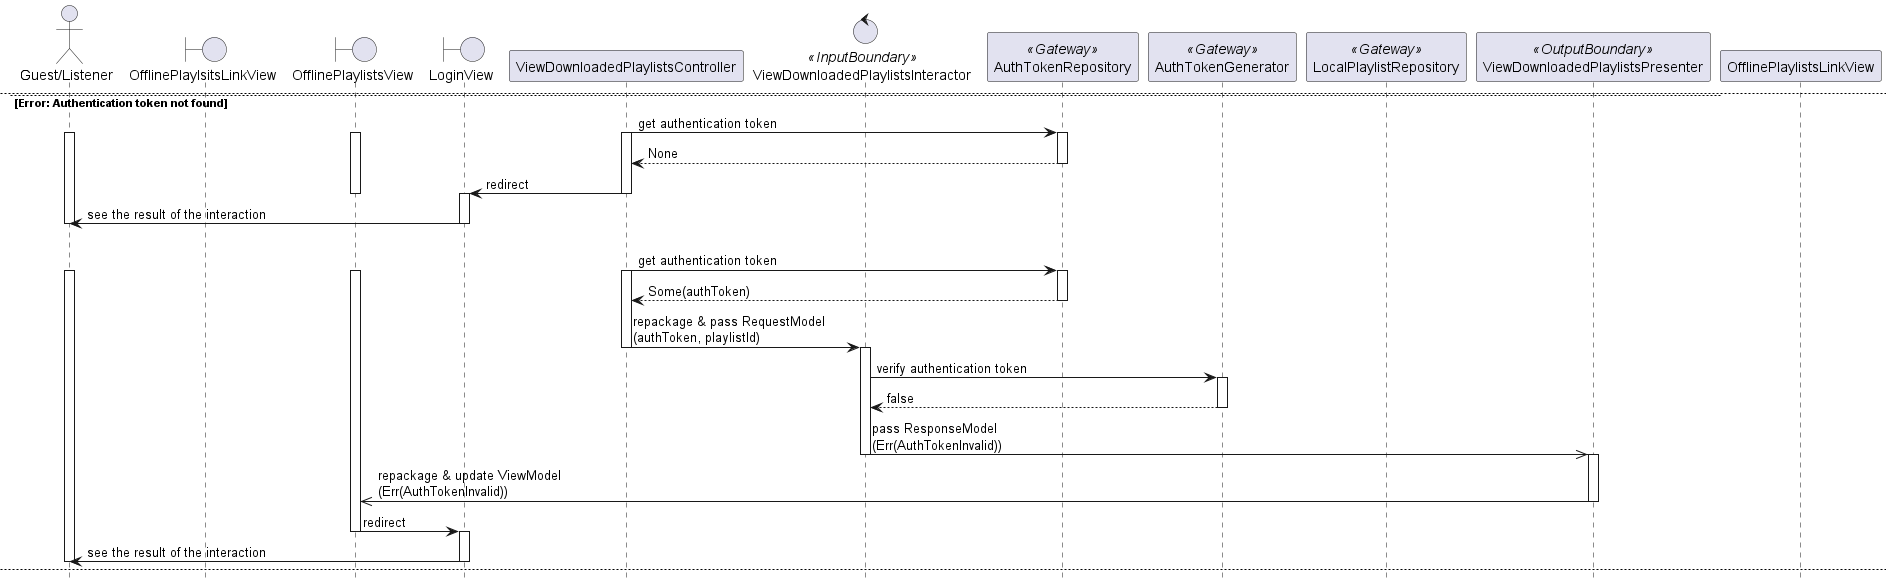 Guest/Listener
OfflinePlaylsitsLinkView
OfflinePlaylistsView
LoginView
ViewDownloadedPlaylistsController
«InputBoundary»
ViewDownloadedPlaylistsInteractor
«Gateway»
AuthTokenRepository
«Gateway»
AuthTokenGenerator
«Gateway»
LocalPlaylistRepository
«OutputBoundary»
ViewDownloadedPlaylistsPresenter
OfflinePlaylistsLinkView
[Error: Authentication token not found]
get authentication token
None
redirect
see the result of the interaction
get authentication token
Some(authToken)
repackage & pass RequestModel
(authToken, playlistId)
verify authentication token
false
pass ResponseModel
(Err(AuthTokenInvalid))
repackage & update ViewModel
(Err(AuthTokenInvalid))
redirect
see the result of the interaction